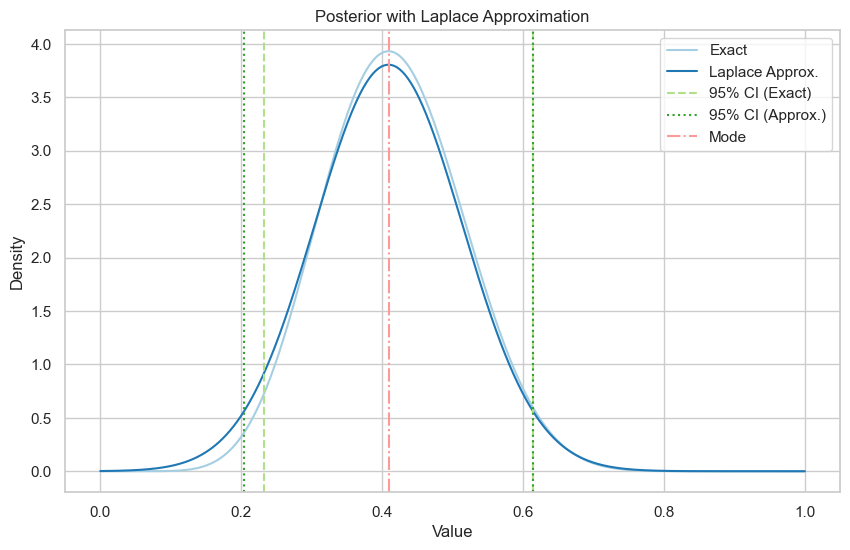 Posterior with Laplace Approximation
Exact
Laplace Approx.
95% CI (Exact)
95% CI (Approx.)
Mode
Density
4.0
3.5
3.0
2.5
2.0
1.5
1.0
0.5
0.0
0.0 0.2 0.4 0.6 0.8 1.0
Value